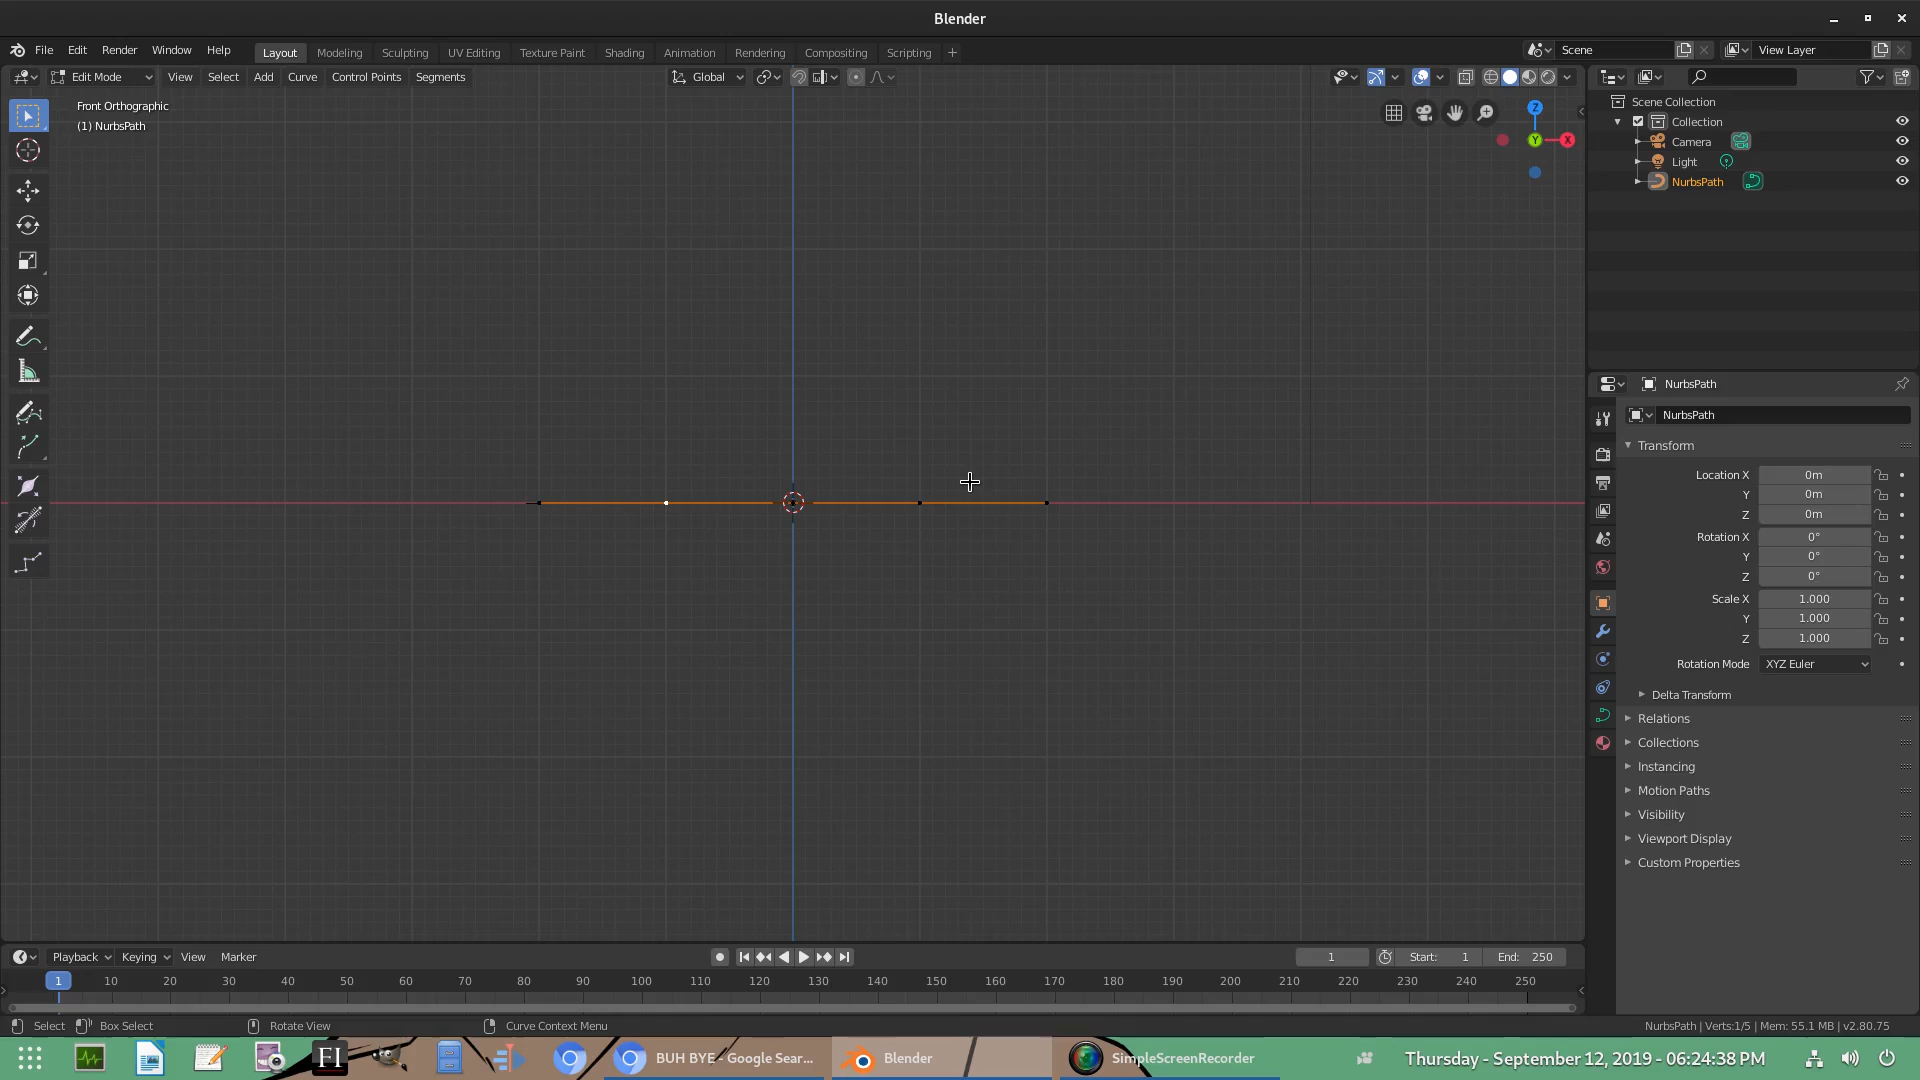 Blender
File Edit Render Window Help
Layout Modeling Sculpting UV Editing Texture Paint Shading Animation Rendering Compositing Scripting +
Scene
View Layer
Edit Mode View Select Add Curve Control Points Segments
Global
Front Orthographic
(1) NurbsPath
Z
Y
X
Scene Collection
Collection
Camera
Light
NurbsPath
NurbsPath
NurbsPath
Transform
Location X 0m
Y 0m
Z 0m
Rotation X 0°
Y 0°
Z 0°
Scale X 1.000
Y 1.000
Z 1.000
Rotation Mode XYZ Euler
Delta Transform
Relations
Collections
Instancing
Motion Paths
Visibility
Viewport Display
Custom Properties
Playback Keying View Marker
1 Start: 1 End: 250
1 10 20 30 40 50 60 70 80 90 100 110 120 130 140 150 160 170 180 190 200 210 220 230 240 250
Select Box Select Rotate View Curve Context Menu
NurbsPath | Verts:1/5 | Mem: 55.1 MB | v2.80.75
FI
BUH BYE - Google Sear...
Blender
SimpleScreenRecorder
Thursday - September 12, 2019 - 06:24:38 PM